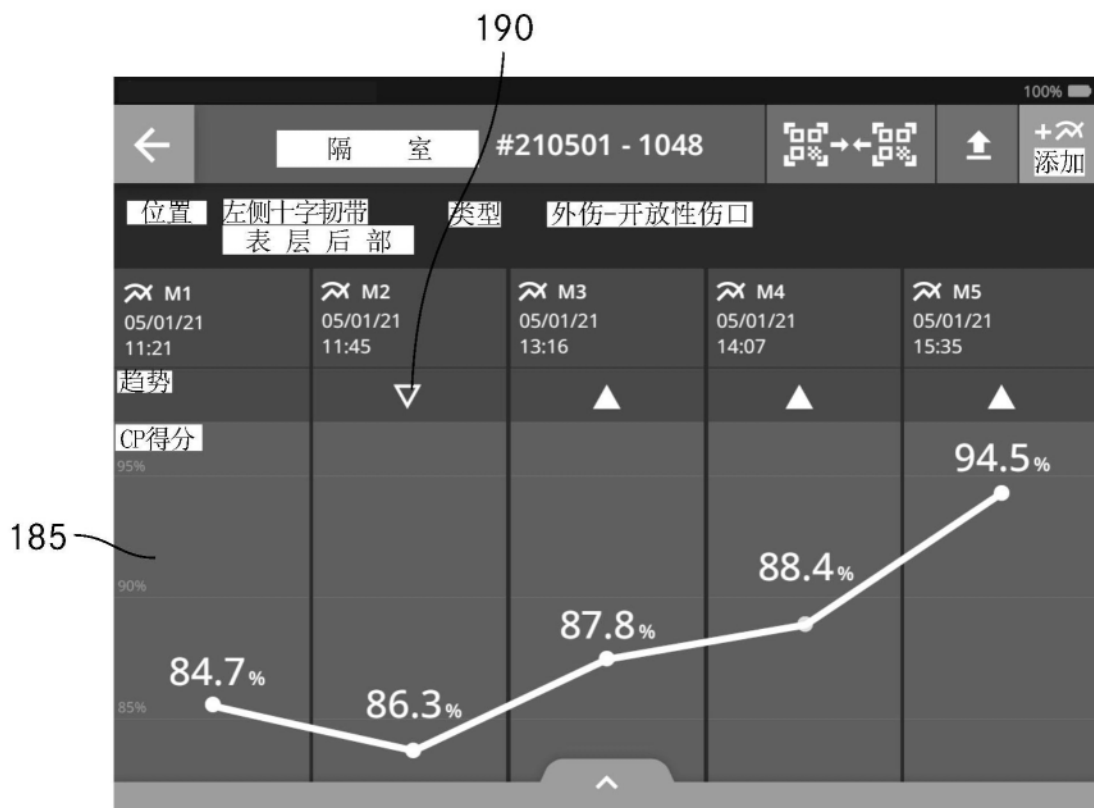 190
100%
隔 室 #210501 - 1048
添加
位置 左侧十字韧带 类型 外伤-开放性伤口
表层后部
M1 M2 M3 M4 M5
05/01/21 05/01/21 05/01/21 05/01/21 05/01/21
11:21 11:45 13:16 14:07 15:35
趋势
CP得分
95%
94.5%
185
90%
88.4%
87.8%
84.7%
86.3%
85%